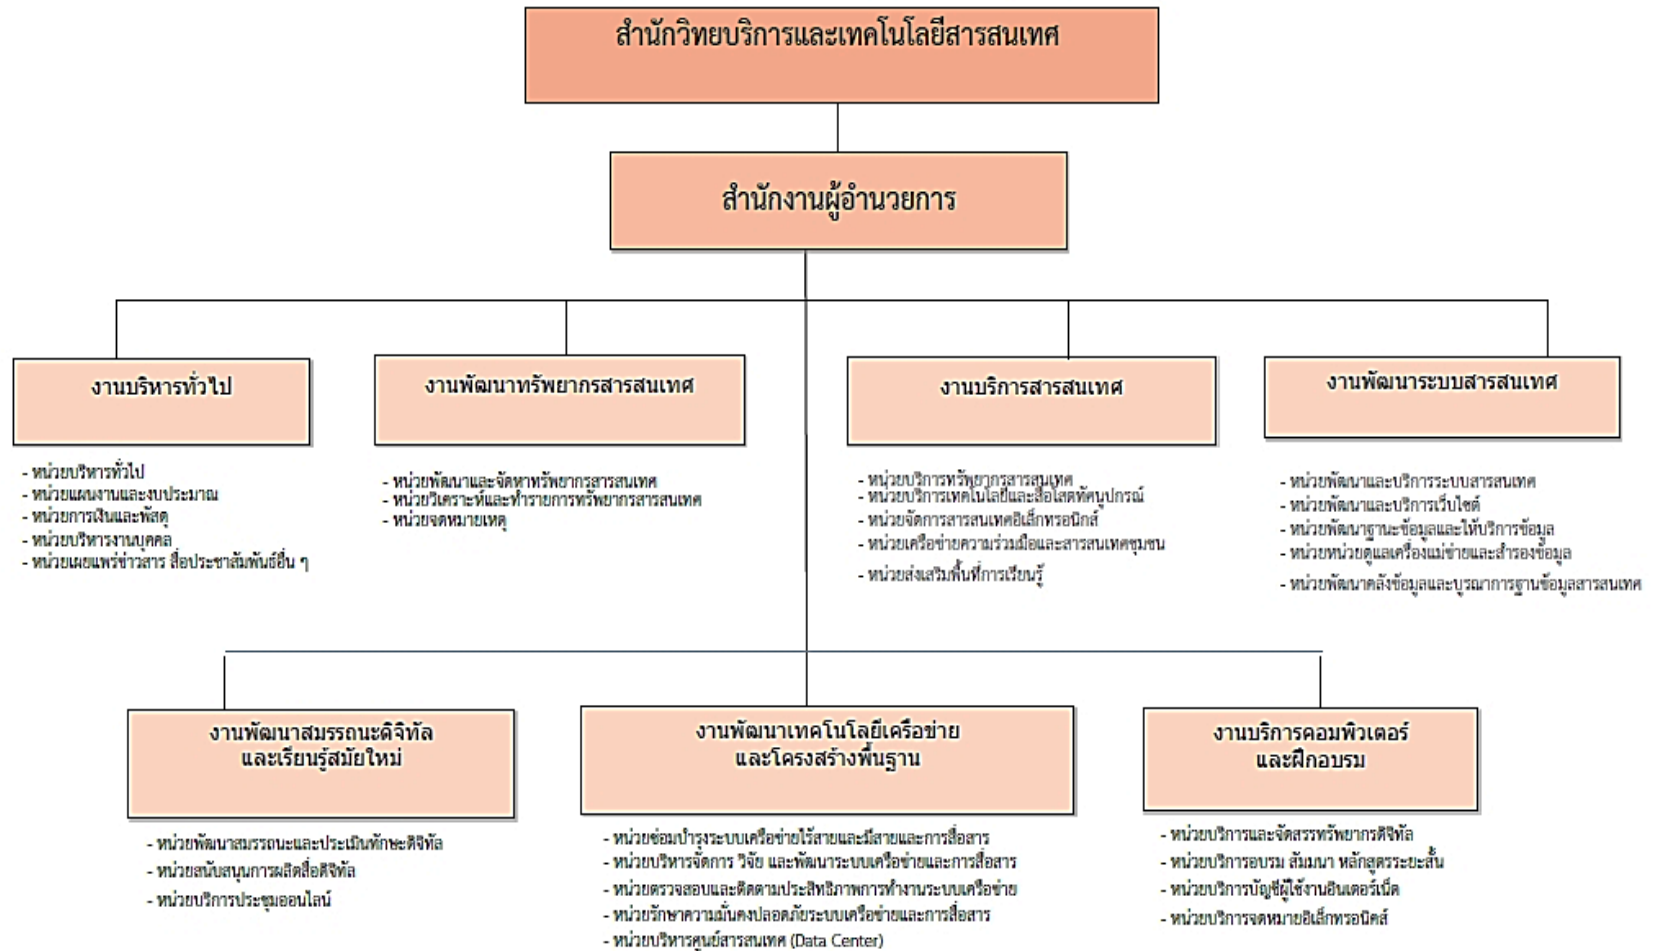 สำนักวิทยบริการและเทคโนโลยีสารสนเทศ
สำนักงานผู้อำนวยการ
งานบริหารทั่วไป
- หน่วยบริหารทั่วไป
- หน่วยแผนงานและงบประมาณ
- หน่วยการเงินและพัสดุ
- หน่วยบริหารงานบุคคล
- หน่วยเผยแพร่ข่าวสาร สื่อประชาสัมพันธ์อื่น ๆ
งานพัฒนาทรัพยากรสารสนเทศ
- หน่วยพัฒนาและจัดหาทรัพยากรสารสนเทศ
- หน่วยวิเคราะห์และทำรายการทรัพยากรสารสนเทศ
- หน่วยจดหมายเหตุ
งานบริการสารสนเทศ
- หน่วยบริการทรัพยากรสารสนเทศ
- หน่วยบริการเทคโนโลยีและสื่อโสตทัศนูปกรณ์
- หน่วยจัดการสารสนเทศอิเล็กทรอนิกส์
- หน่วยเครือข่ายความร่วมมือและสารสนเทศชุมชน
- หน่วยส่งเสริมพื้นที่การเรียนรู้
งานพัฒนาระบบสารสนเทศ
- หน่วยพัฒนาและบริการระบบสารสนเทศ
- หน่วยพัฒนาและบริการเว็บไซต์
- หน่วยพัฒนาฐานะข้อมูลและให้บริการข้อมูล
- หน่วยหน่วยดูแลเครื่องแม่ข่ายและสำรองข้อมูล
- หน่วยพัฒนาคลังข้อมูลและบูรณาการฐานข้อมูลสารสนเทศ
งานพัฒนาสมรรถนะดิจิทัล
และเรียนรู้สมัยใหม่
- หน่วยพัฒนาสมรรถนะและประเมินทักษะดิจิทัล
- หน่วยสนับสนุนการผลิตสื่อดิจิทัล
- หน่วยบริการประชุมออนไลน์
งานพัฒนาเทคโนโลยีเครือข่าย
และโครงสร้างพื้นฐาน
- หน่วยซ่อมบำรุงระบบเครือข่ายไร้สายและมีสายและการสื่อสาร
- หน่วยบริหารจัดการ วิจัย และพัฒนาระบบเครือข่ายและการสื่อสาร
- หน่วยตรวจสอบและติดตามประสิทธิภาพการทำงานระบบเครือข่าย
- หน่วยรักษาความมั่นคงปลอดภัยระบบเครือข่ายและการสื่อสาร
- หน่วยบริหารศูนย์สารสนเทศ (Data Center)
งานบริการคอมพิวเตอร์
และฝึกอบรม
- หน่วยบริการและจัดสรรทรัพยากรดิจิทัล
- หน่วยบริการอบรม สัมมนา หลักสูตรระยะสั้น
- หน่วยบริการบัญชีผู้ใช้งานอินเตอร์เน็ต
- หน่วยบริการจดหมายอิเล็กทรอนิคส์